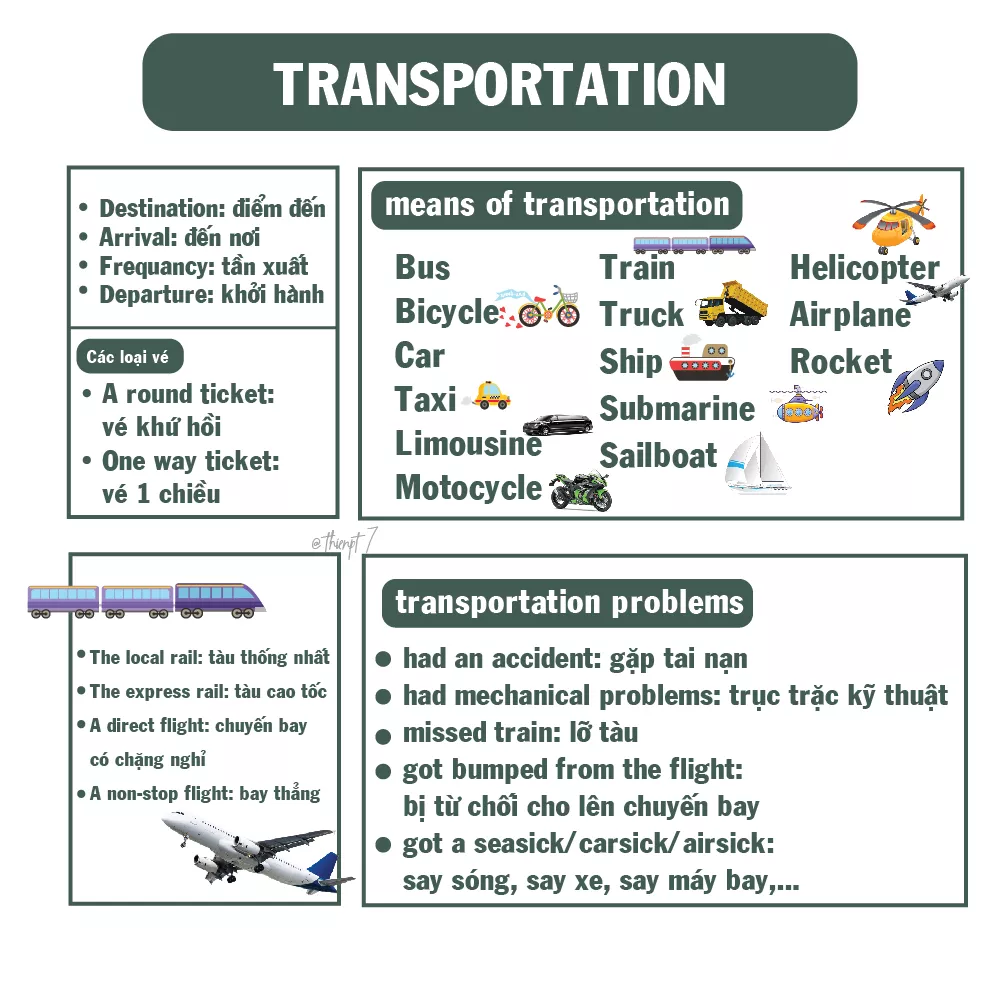 TRANSPORTATION
• Destination: điểm đến
• Arrival: đến nơi
• Frequancy: tần xuất
• Departure: khởi hành
Các loại vé
• A round ticket:
vé khứ hồi
• One way ticket:
vé 1 chiều
means of transportation
Bus
Bicycle
Car
Taxi
Limousine
Motocycle
Train
Truck
Ship
Submarine
Sailboat
Helicopter
Airplane
Rocket
@thienpt_7
• The local rail: tàu thống nhất
• The express rail: tàu cao tốc
• A direct flight: chuyến bay
có chặng nghỉ
• A non-stop flight: bay thẳng
transportation problems
• had an accident: gặp tai nạn
• had mechanical problems: trục trặc kỹ thuật
• missed train: lỡ tàu
• got bumped from the flight:
bị từ chối cho lên chuyến bay
• got a seasick/carsick/airsick:
say sóng, say xe, say máy bay,...